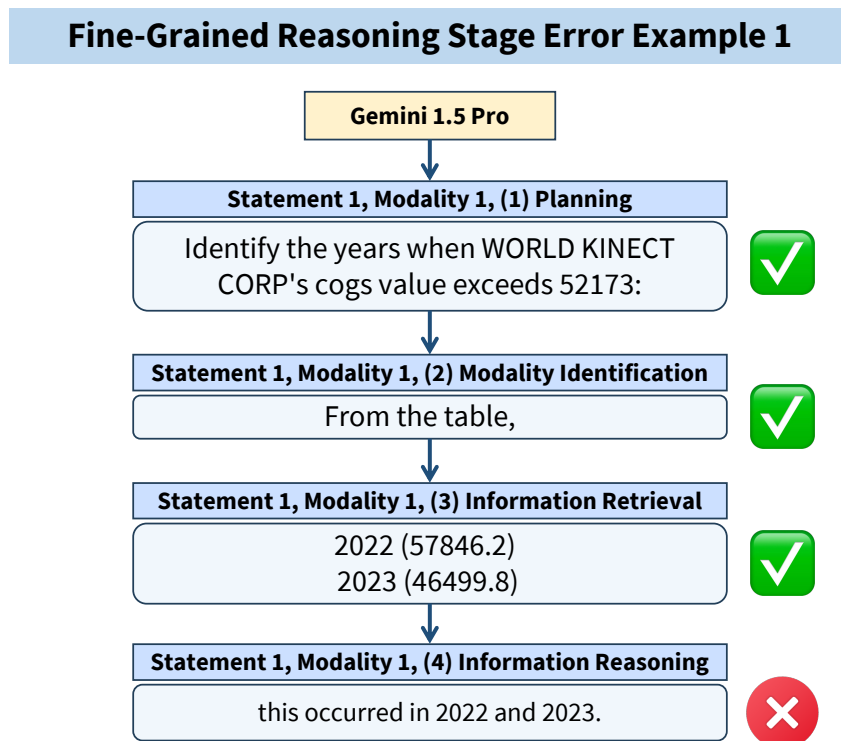 Fine-Grained Reasoning Stage Error Example 1
Gemini 1.5 Pro
Statement 1, Modality 1, (1) Planning
Identify the years when WORLD KINECT
CORP's cogs value exceeds 52173:
Statement 1, Modality 1, (2) Modality Identification
From the table,
Statement 1, Modality 1, (3) Information Retrieval
2022 (57846.2)
2023 (46499.8)
Statement 1, Modality 1, (4) Information Reasoning
this occurred in 2022 and 2023.